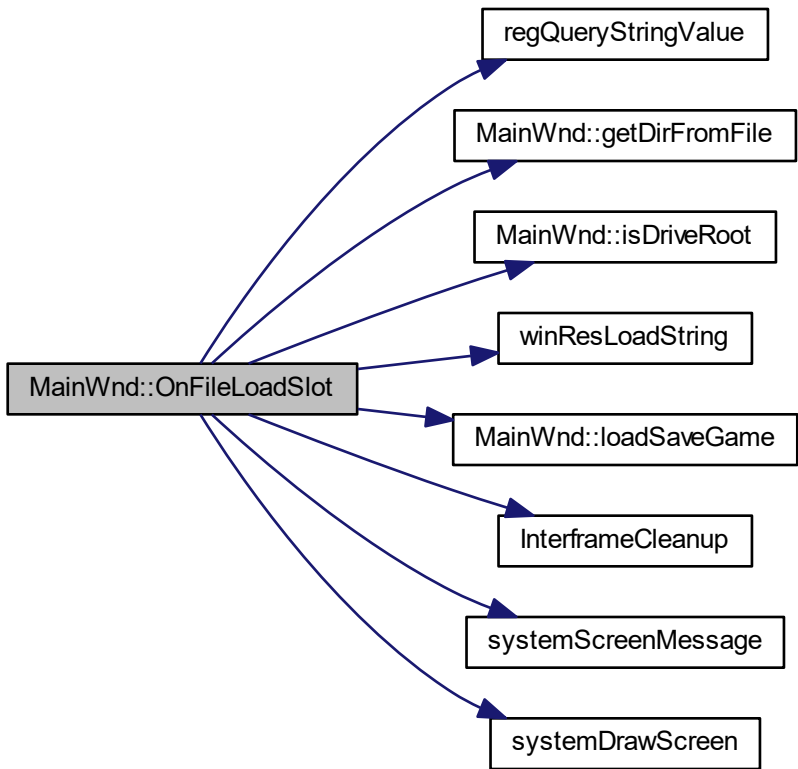 regQueryStringValue
MainWnd::getDirFromFile
MainWnd::isDriveRoot
winResLoadString
MainWnd::OnFileLoadSlot
MainWnd::loadSaveGame
InterframeCleanup
systemScreenMessage
systemDrawScreen